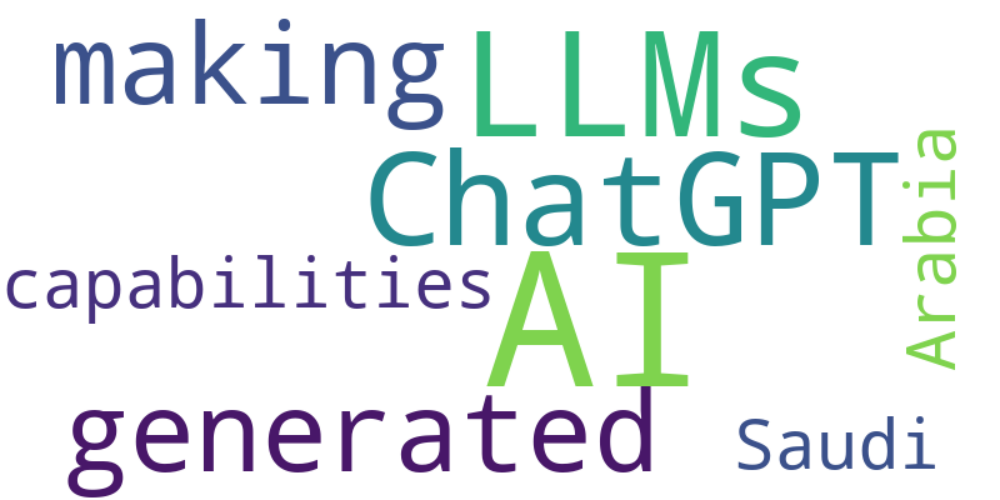 making
LLMs
ChatGPT
Arabia
capabilities
AI
generated
Saudi